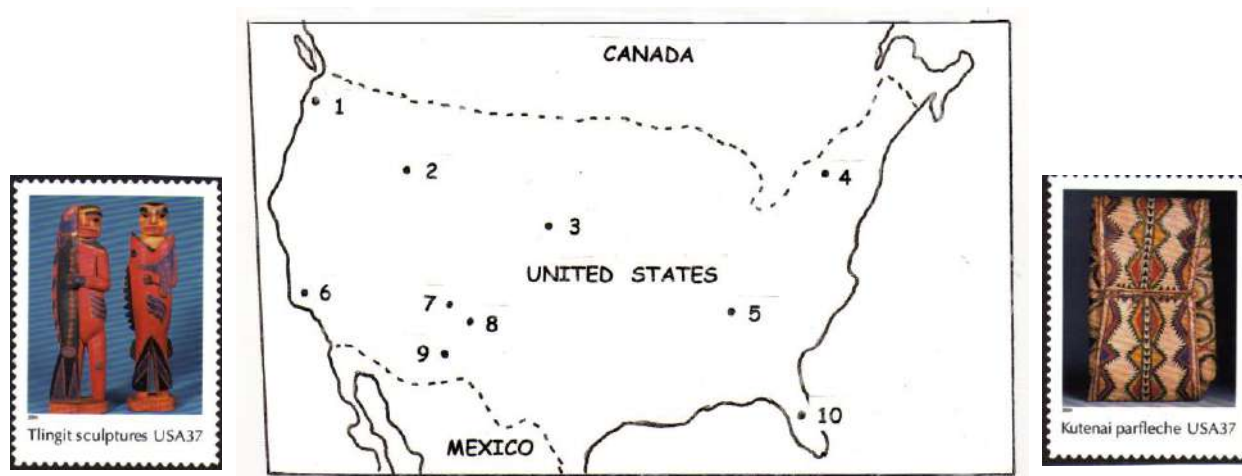 CANADA
1
2
4
3
UNITED STATES
6
7
8
5
9
10
MEXICO
Tlingit sculptures USA37
Kutenai parfleche USA37